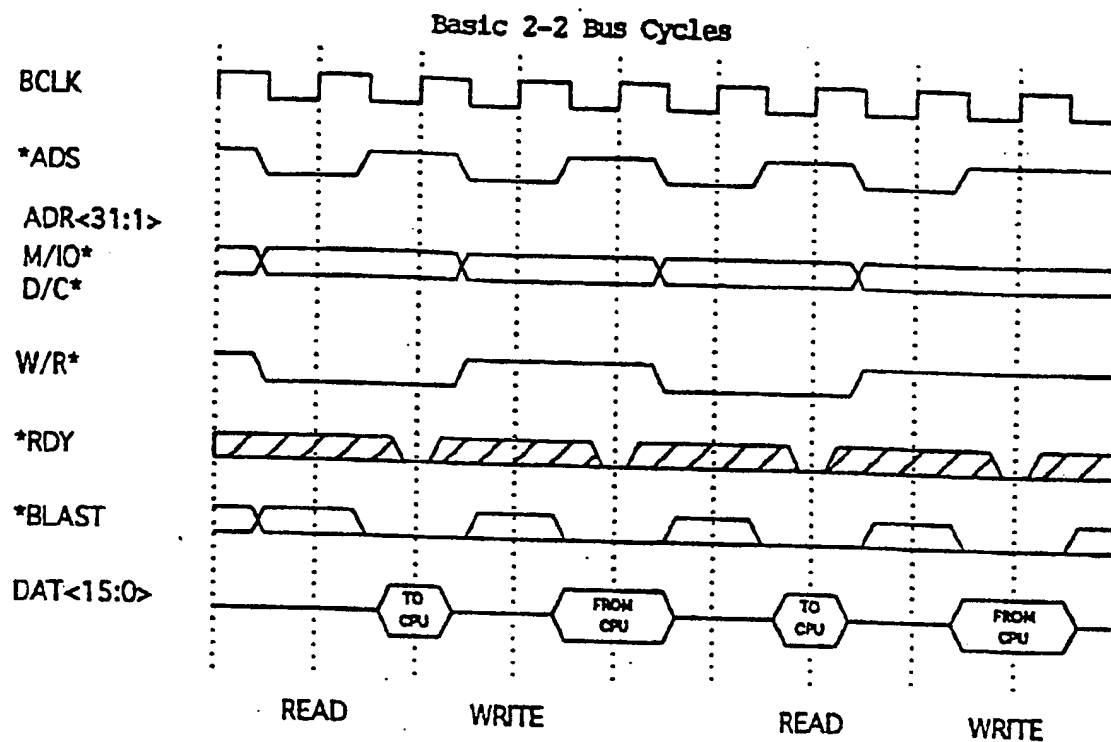 Basic 2-2 Bus Cycles
BCLK
*ADS
ADR<31:1>
M/IO*
D/C*
W/R*
*RDY
*BLAST
DAT<15:0>
TO
CPU
FROM
CPU
TO
CPU
FROM
CPU
READ
WRITE
READ
WRITE